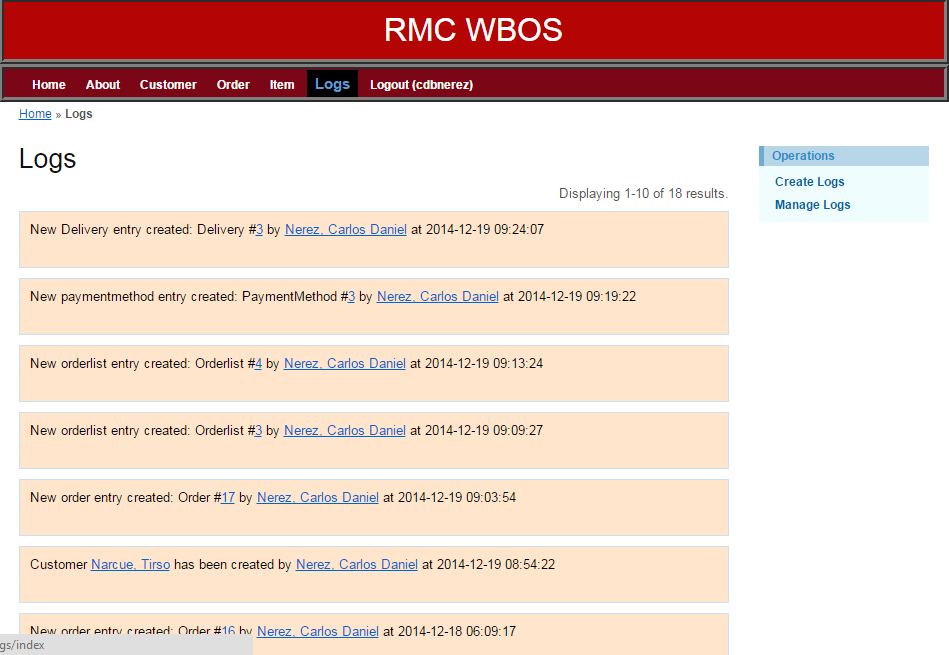 RMC WBOS
Home About Customer Order Item Logs Logout (cdbnerez)
Home » Logs
Logs
Displaying 1-10 of 18 results.
New Delivery entry created: Delivery #3 by Nerez, Carlos Daniel at 2014-12-19 09:24:07
New paymentmethod entry created: PaymentMethod #3 by Nerez, Carlos Daniel at 2014-12-19 09:19:22
New orderlist entry created: Orderlist #4 by Nerez, Carlos Daniel at 2014-12-19 09:13:24
New orderlist entry created: Orderlist #3 by Nerez, Carlos Daniel at 2014-12-19 09:09:27
New order entry created: Order #17 by Nerez, Carlos Daniel at 2014-12-19 09:03:54
Customer Narcue, Tirso has been created by Nerez, Carlos Daniel at 2014-12-19 08:54:22
New order entry created: Order #16 by Nerez, Carlos Daniel at 2014-12-18 06:09:17
gs/index
Operations
Create Logs
Manage Logs